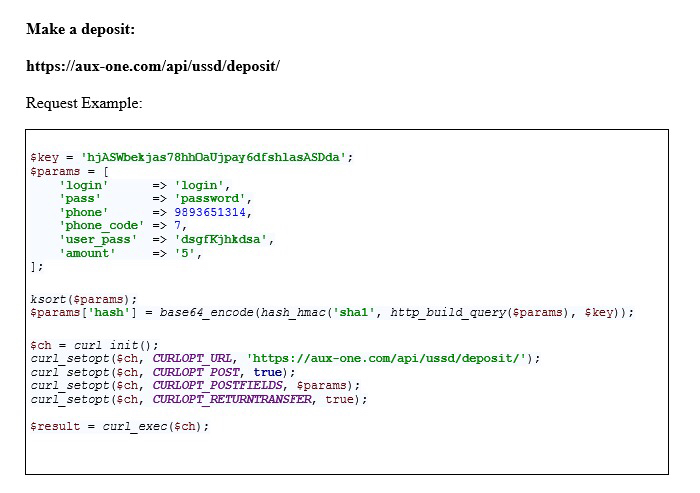 Make a deposit:
https://aux-one.com/api/ussd/deposit/
Request Example:
$key = 'hjASWbekjas78hhOaUjpay6dfshlasASDda';
$params = [
'login' => 'login',
'pass' => 'password',
'phone' => 9893651314,
'phone_code' => 7,
'user_pass' => 'dsgfKjhkdsa',
'amount' => '5',
];
ksort($params);
$params['hash'] = base64_encode(hash_hmac('sha1', http_build_query($params), $key));
$ch = curl_init();
curl_setopt($ch, CURLOPT_URL, 'https://aux-one.com/api/ussd/deposit/');
curl_setopt($ch, CURLOPT_POST, true);
curl_setopt($ch, CURLOPT_POSTFIELDS, $params);
curl_setopt($ch, CURLOPT_RETURNTRANSFER, true);
$result = curl_exec($ch);